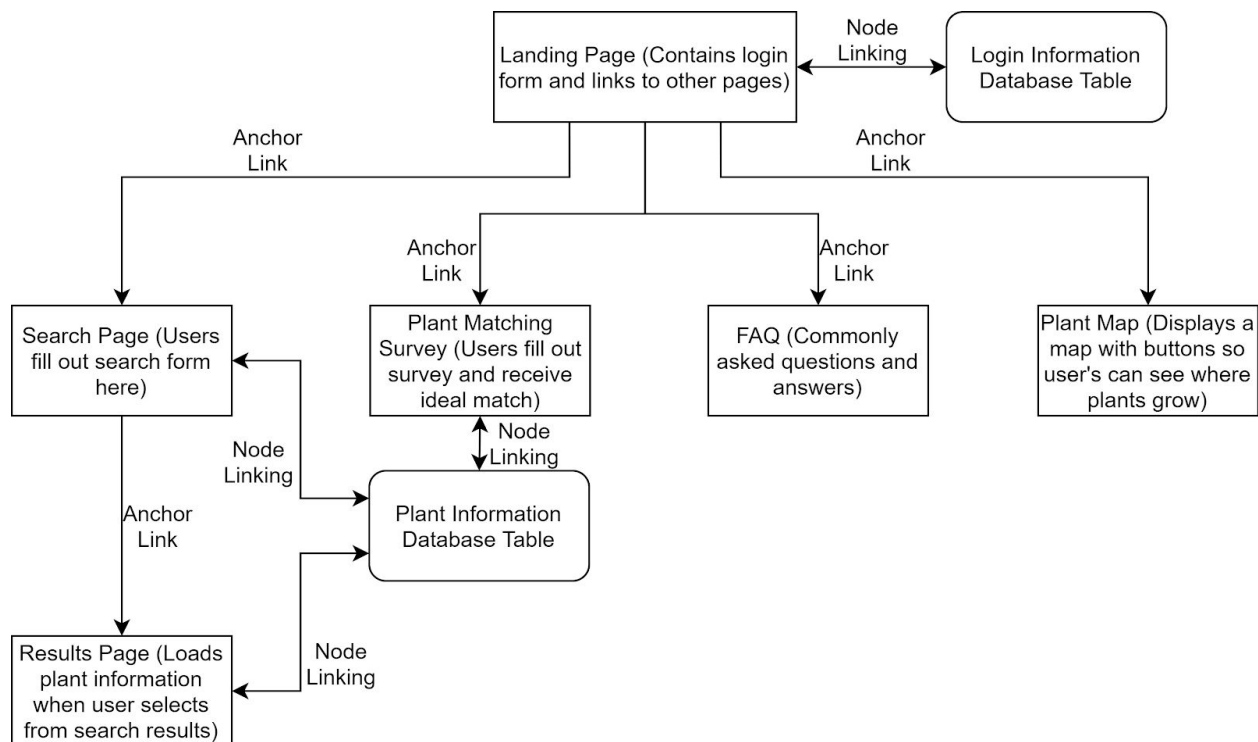 Landing Page (Contains login
form and links to other pages)
Node
Linking
Login Information
Database Table
Anchor
Link
Anchor
Link
Anchor
Link
Anchor
Link
Search Page (Users
fill out search form
here)
Plant Matching
Survey (Users fill out
survey and receive
ideal match)
FAQ (Commonly
asked questions and
answers)
Plant Map (Displays a
map with buttons so
user's can see where
plants grow)
Node
Linking
Node
Linking
Plant Information
Database Table
Anchor
Link
Results Page (Loads
plant information
when user selects
from search results)
Node
Linking